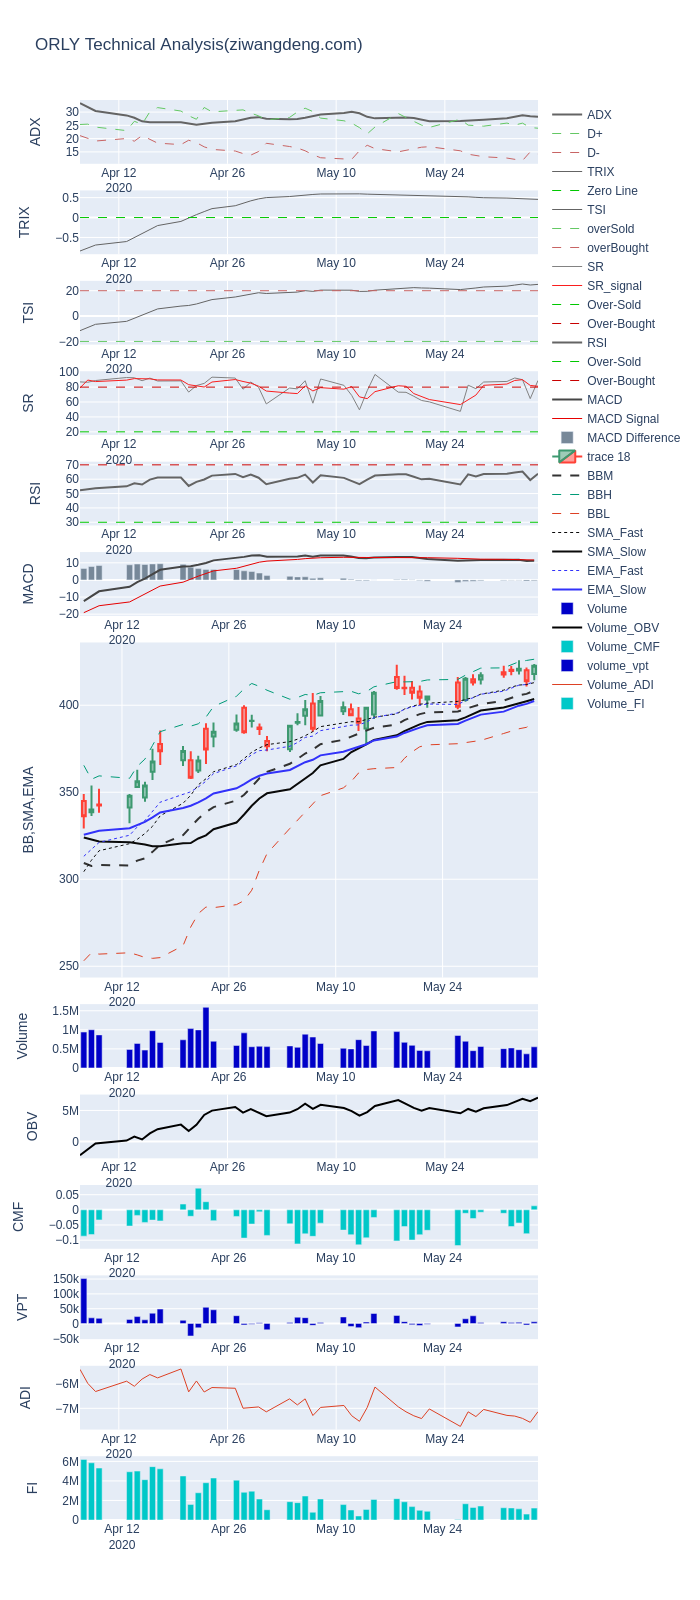 ORLY Technical Analysis(ziwangdeng.com)
ADX
30
25
20
15
Apr 12
2020
Apr 26
May 10
May 24
TRIX
0.5
0
−0.5
Apr 12
2020
Apr 26
May 10
May 24
TSI
20
0
−20
Apr 12
2020
Apr 26
May 10
May 24
SR
100
80
60
40
20
Apr 12
2020
Apr 26
May 10
May 24
RSI
70
60
50
40
30
Apr 12
2020
Apr 26
May 10
May 24
MACD
10
0
−10
−20
Apr 12
2020
Apr 26
May 10
May 24
BB,SMA,EMA
400
350
300
250
Apr 12
2020
Apr 26
May 10
May 24
Volume
1.5M
1M
0.5M
0
Apr 12
2020
Apr 26
May 10
May 24
OBV
5M
0
Apr 12
2020
Apr 26
May 10
May 24
CMF
0.05
0
−0.05
−0.1
Apr 12
2020
Apr 26
May 10
May 24
VPT
150k
100k
50k
0
−50k
Apr 12
2020
Apr 26
May 10
May 24
ADI
−6M
−7M
Apr 12
2020
Apr 26
May 10
May 24
FI
6M
4M
2M
0
Apr 12
2020
Apr 26
May 10
May 24
ADX
D+
D-
TRIX
Zero Line
TSI
overSold
overBought
SR
SR_signal
Over-Sold
Over-Bought
RSI
Over-Sold
Over-Bought
MACD
MACD Signal
MACD Difference
trace 18
BBM
BBH
BBL
SMA_Fast
SMA_Slow
EMA_Fast
EMA_Slow
Volume
Volume_OBV
Volume_CMF
volume_vpt
Volume_ADI
Volume_FI